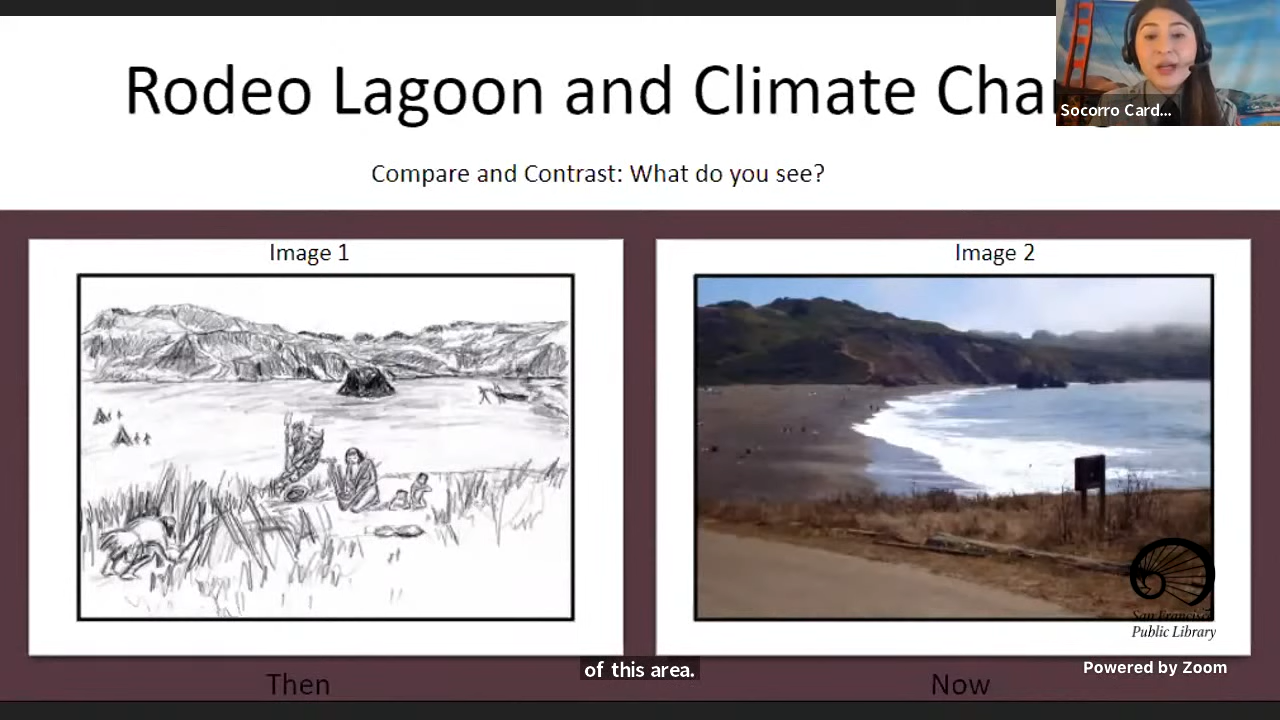 Rodeo Lagoon and Climate Cha
Socorro Card...
Compare and Contrast: What do you see?
Image 1
Image 2
San Francisco
Public Library
of this area.
Powered by Zoom
Then
Now